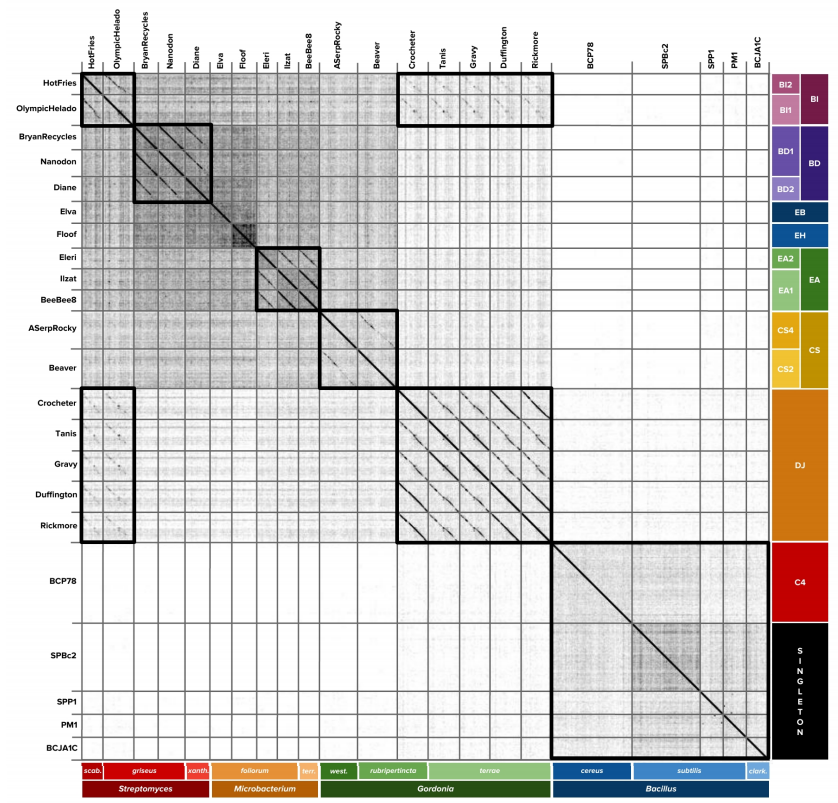 HotFries
OlympicHelado
BryanRecycles
Nanodon
Diane
Elva
Floof
Eleri
IIzat
BeeBee8
ASerpRocky
Beaver
Crocheter
Tanis
Gravy
Duffington
Rickmore
BCP78
SPBc2
SPP1
PM1
BCJA1C
HotFries
BI2
BI
OlympicHelado
BI1
BryanRecycles
BD1
BD
Nanodon
Diane
BD2
Elva
EB
Floof
EH
Eleri
EA2
EA
IIzat
EA1
BeeBee8
ASerpRocky
CS4
CS
Beaver
CS2
Crocheter
Tanis
Gravy
DJ
Duffington
Rickmore
BCP78
C4
SPBc2
SINGLETON
SPP1
PM1
BCJA1C
scab. griseus xanth. foliorum terr. west. rubripertincta terrae cereus subtilis clark.
Streptomyces Microbacterium Gordonia Bacillus